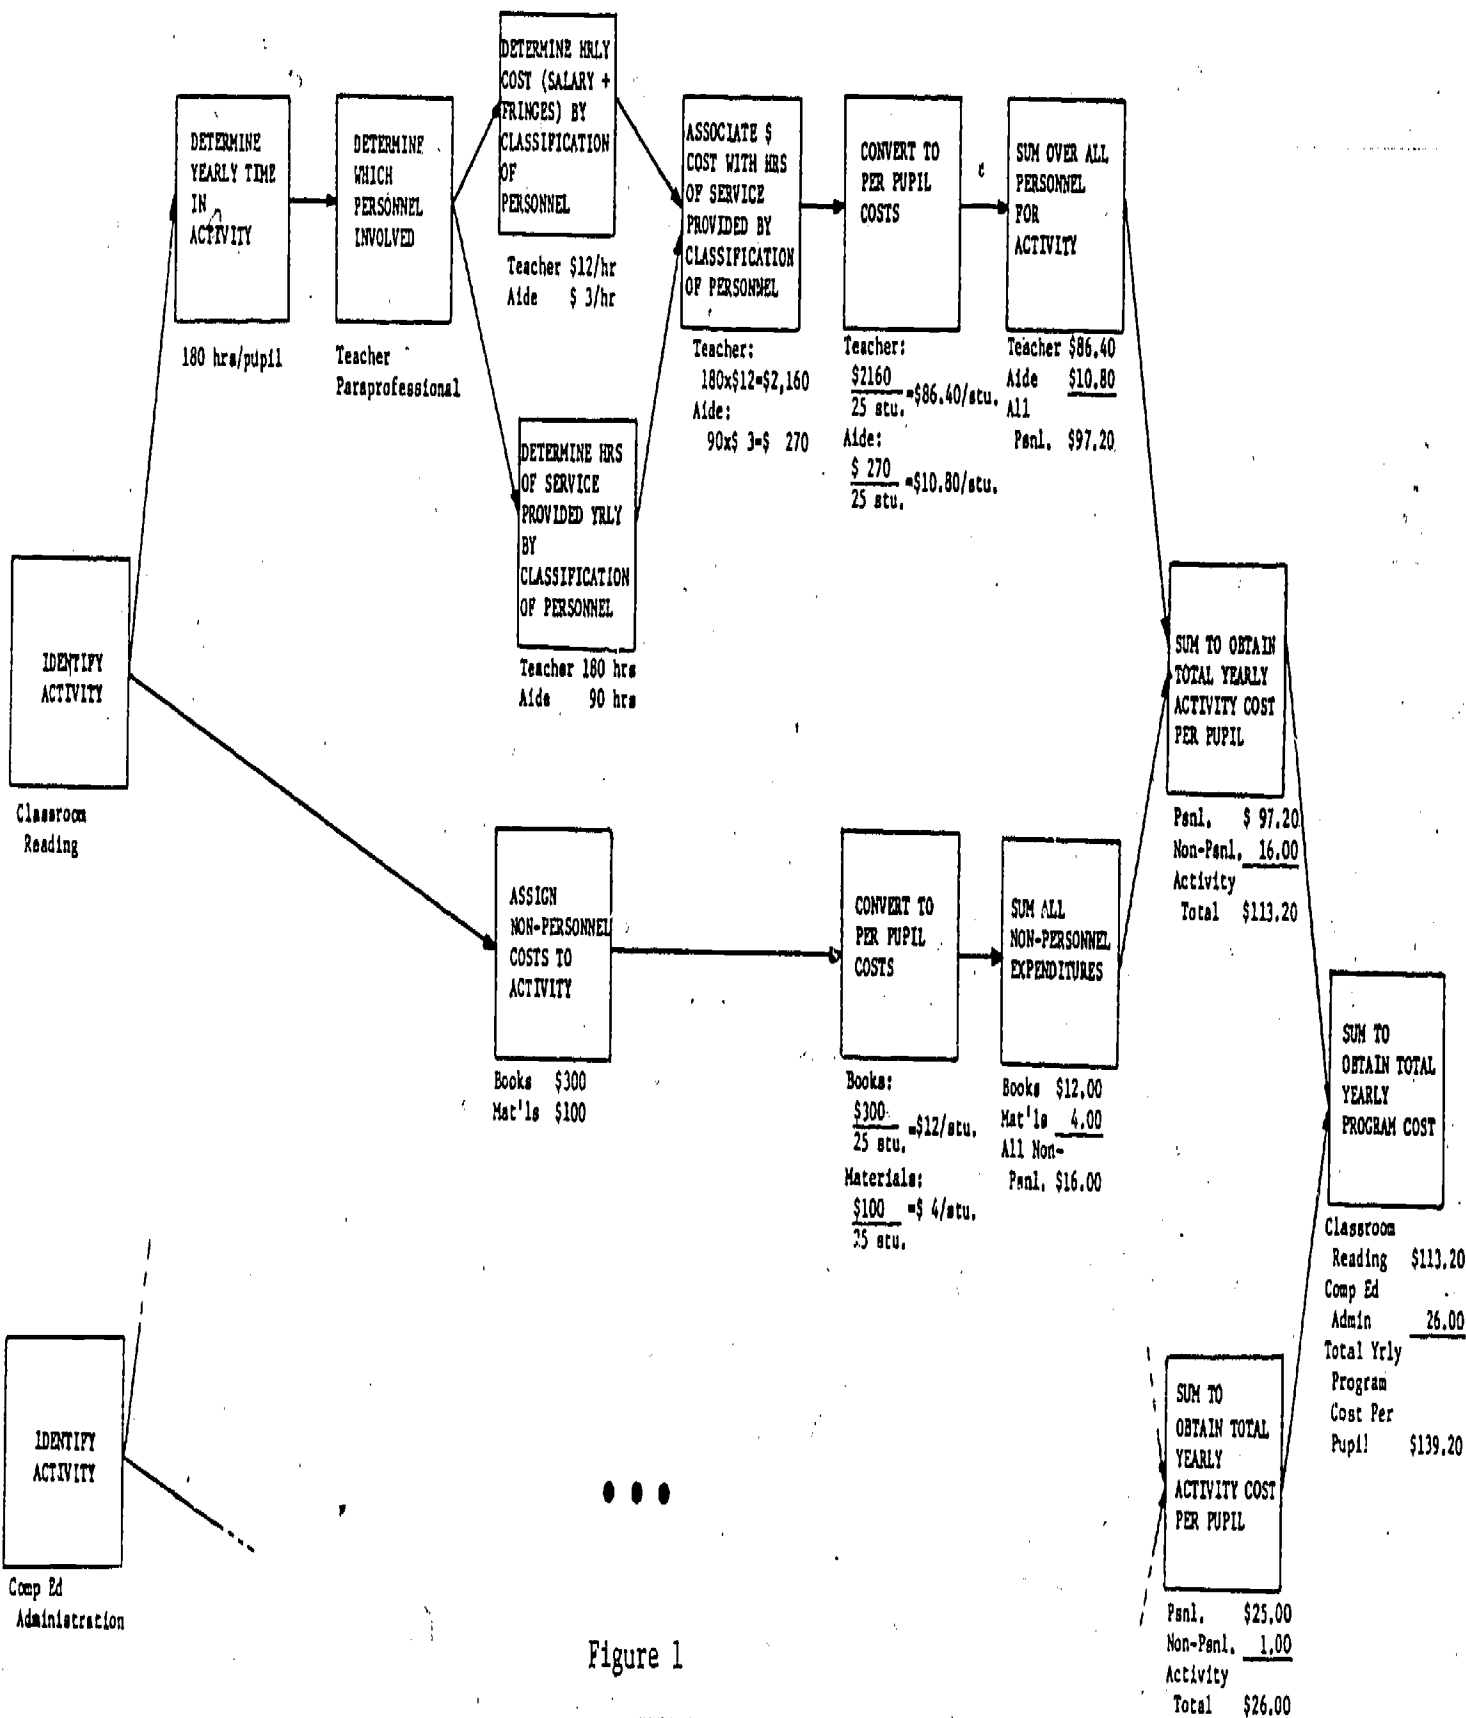 DETERMINE HRLY
COST (SALARY +
FRINGES) BY
CLASSIFICATION
OF
PERSONNEL
Teacher $12/hr
Aide $ 3/hr
DETERMINE
YEARLY TIME
IN
ACTIVITY
180 hrs/pupil
DETERMINE
WHICH
PERSONNEL
INVOLVED
Teacher
Paraprofessional
ASSOCIATE $
COST WITH HRS
OF SERVICE
PROVIDED BY
CLASSIFICATION
OF PERSONNEL
Teacher:
180x$12=$2,160
Aide:
90x$ 3=$ 270
CONVERT TO
PER PUPIL
COSTS
Teacher:
$2160
25 stu. =$86.40/stu.
Aide:
$ 270
25 stu. =$10.80/stu.
SUM OVER ALL
PERSONNEL
FOR
ACTIVITY
Teacher $86.40
Aide $10.80
All
Psnl. $97.20
DETERMINE HRS
OF SERVICE
PROVIDED YRLY
BY
CLASSIFICATION
OF PERSONNEL
Teacher 180 hrs
Aide 90 hrs
IDENTIFY
ACTIVITY
Classroom
Reading
SUM TO OBTAIN
TOTAL YEARLY
ACTIVITY COST
PER PUPIL
Psnl. $ 97.20
Non-Psnl. 16.00
Activity
Total $113.20
ASSIGN
NON-PERSONNEL
COSTS TO
ACTIVITY
Books $300
Mat'ls $100
CONVERT TO
PER PUPIL
COSTS
Books:
$300
25 stu. =$12/stu.
Materials:
$100
25 stu. =$ 4/stu.
SUM ALL
NON-PERSONNEL
EXPENDITURES
Books $12.00
Mat'ls 4.00
All Non-
Psnl. $16.00
SUM TO
OBTAIN TOTAL
YEARLY
PROGRAM COST
Classroom
Reading $113.20
Comp Ed
Admin 26.00
Total Yrly
Program
Cost Per
Pupil $139.20
IDENTIFY
ACTIVITY
Comp Ed
Administration
SUM TO
OBTAIN TOTAL
YEARLY
ACTIVITY COST
PER PUPIL
Psnl. $25.00
Non-Psnl. 1.00
Activity
Total $26.00
Figure 1